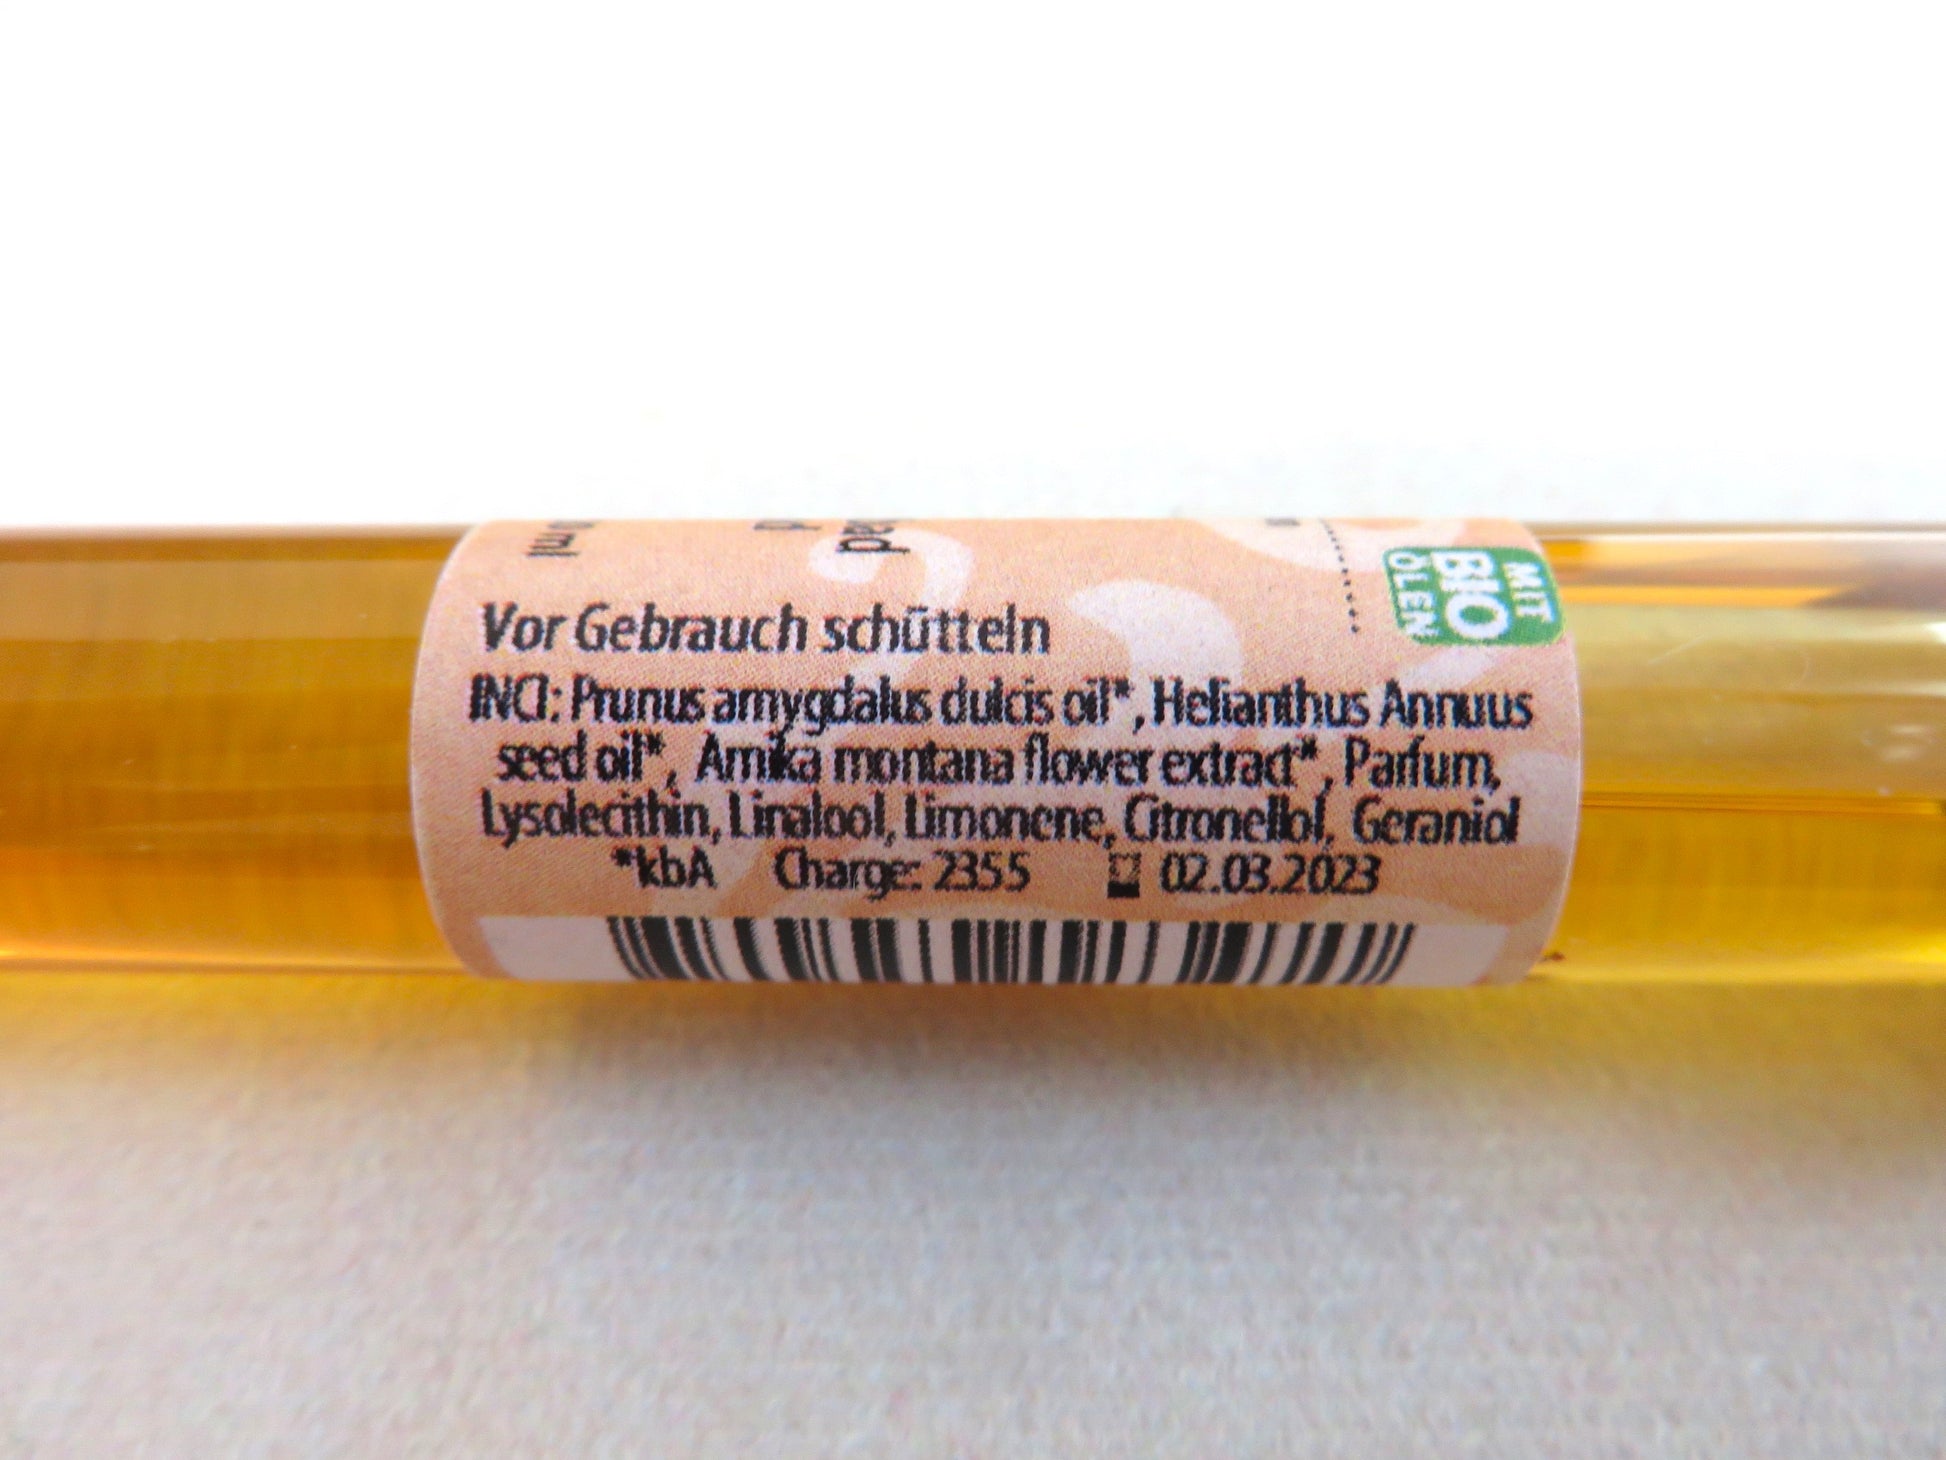 ml
MIT
BIO
ÖLEN
Vor Gebrauch schütteln
INCI: Prunus amygdalus dulcis oil*, Helianthus Annuus
seed oil*, Arnika montana flower extract*, Parfum,
Lysolecithin, Linalool, Limonene, Citronellol, Geraniol
*kbA Charge: 2355 02.03.2023